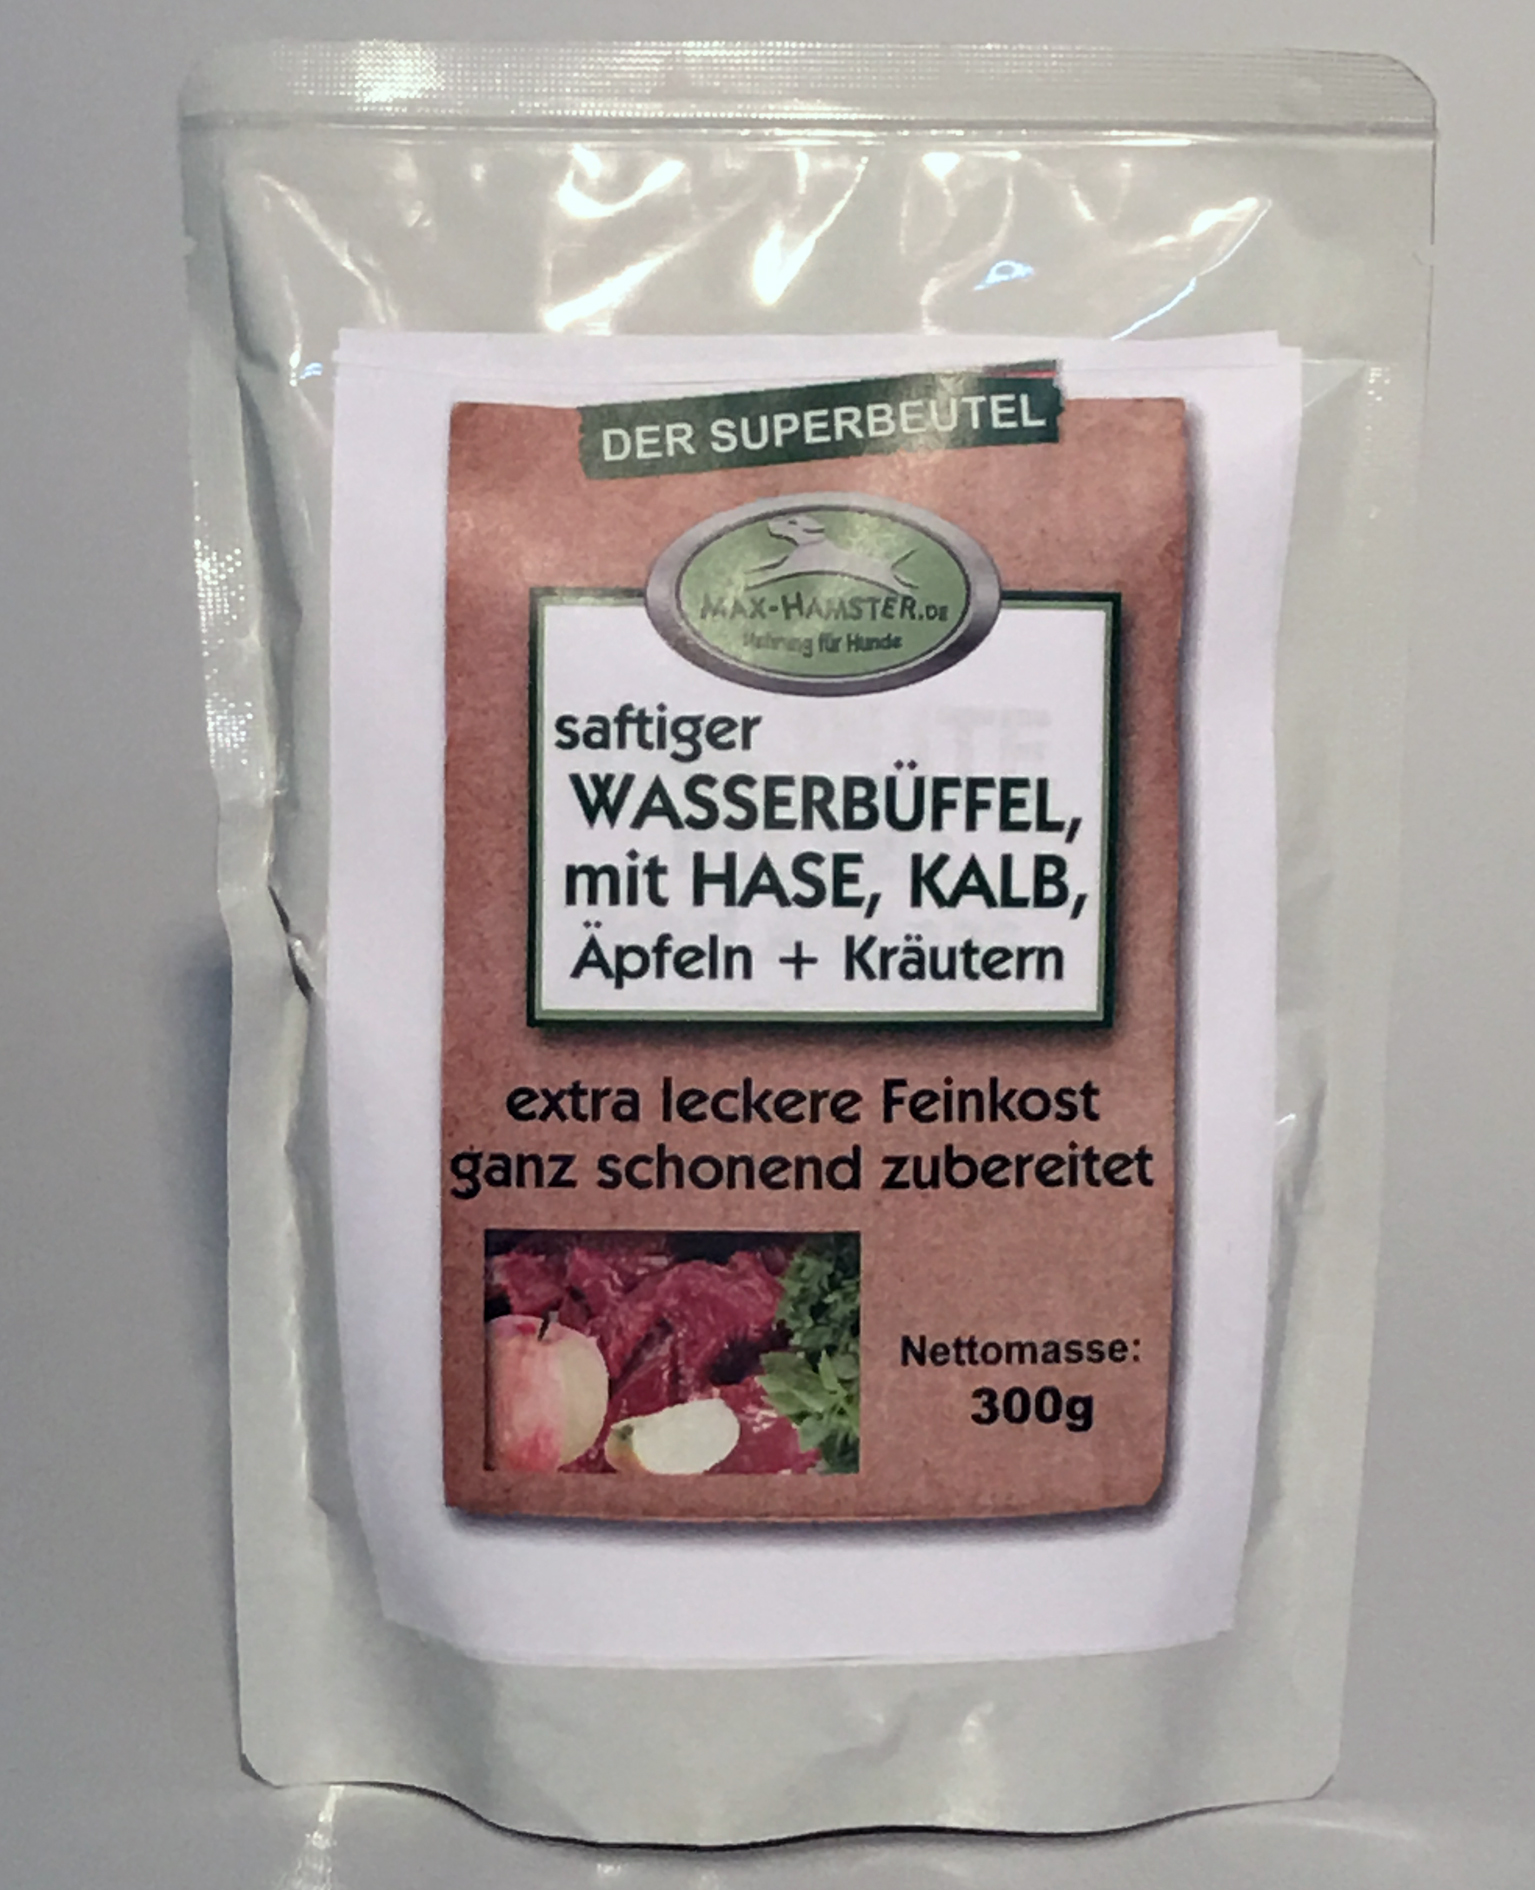 DER SUPERBEUTEL
MAX-HAMSTER.DE
Nahrung für Hunde
saftiger
WASSERBÜFFEL,
mit HASE, KALB,
Äpfeln + Kräutern
extra leckere Feinkost
ganz schonend zubereitet
Nettomasse:
300g